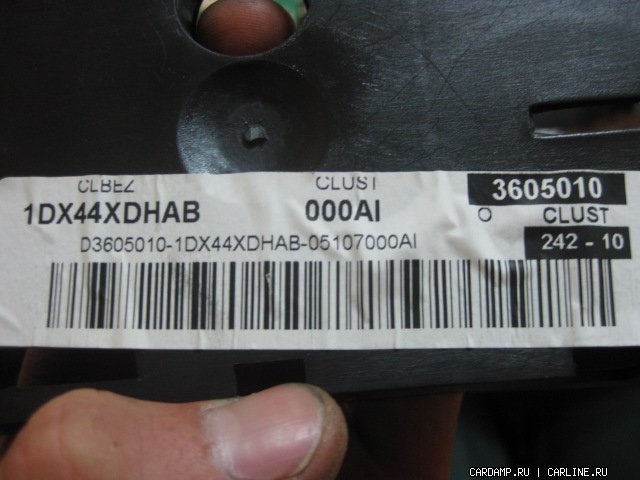 CLBEZ CLUST 3605010
1DX44XDHAB 000AI O CLUST
D3605010-1DX44XDHAB-05107000AI 242 - 10
CARDAMP.RU | CARLINE.RU